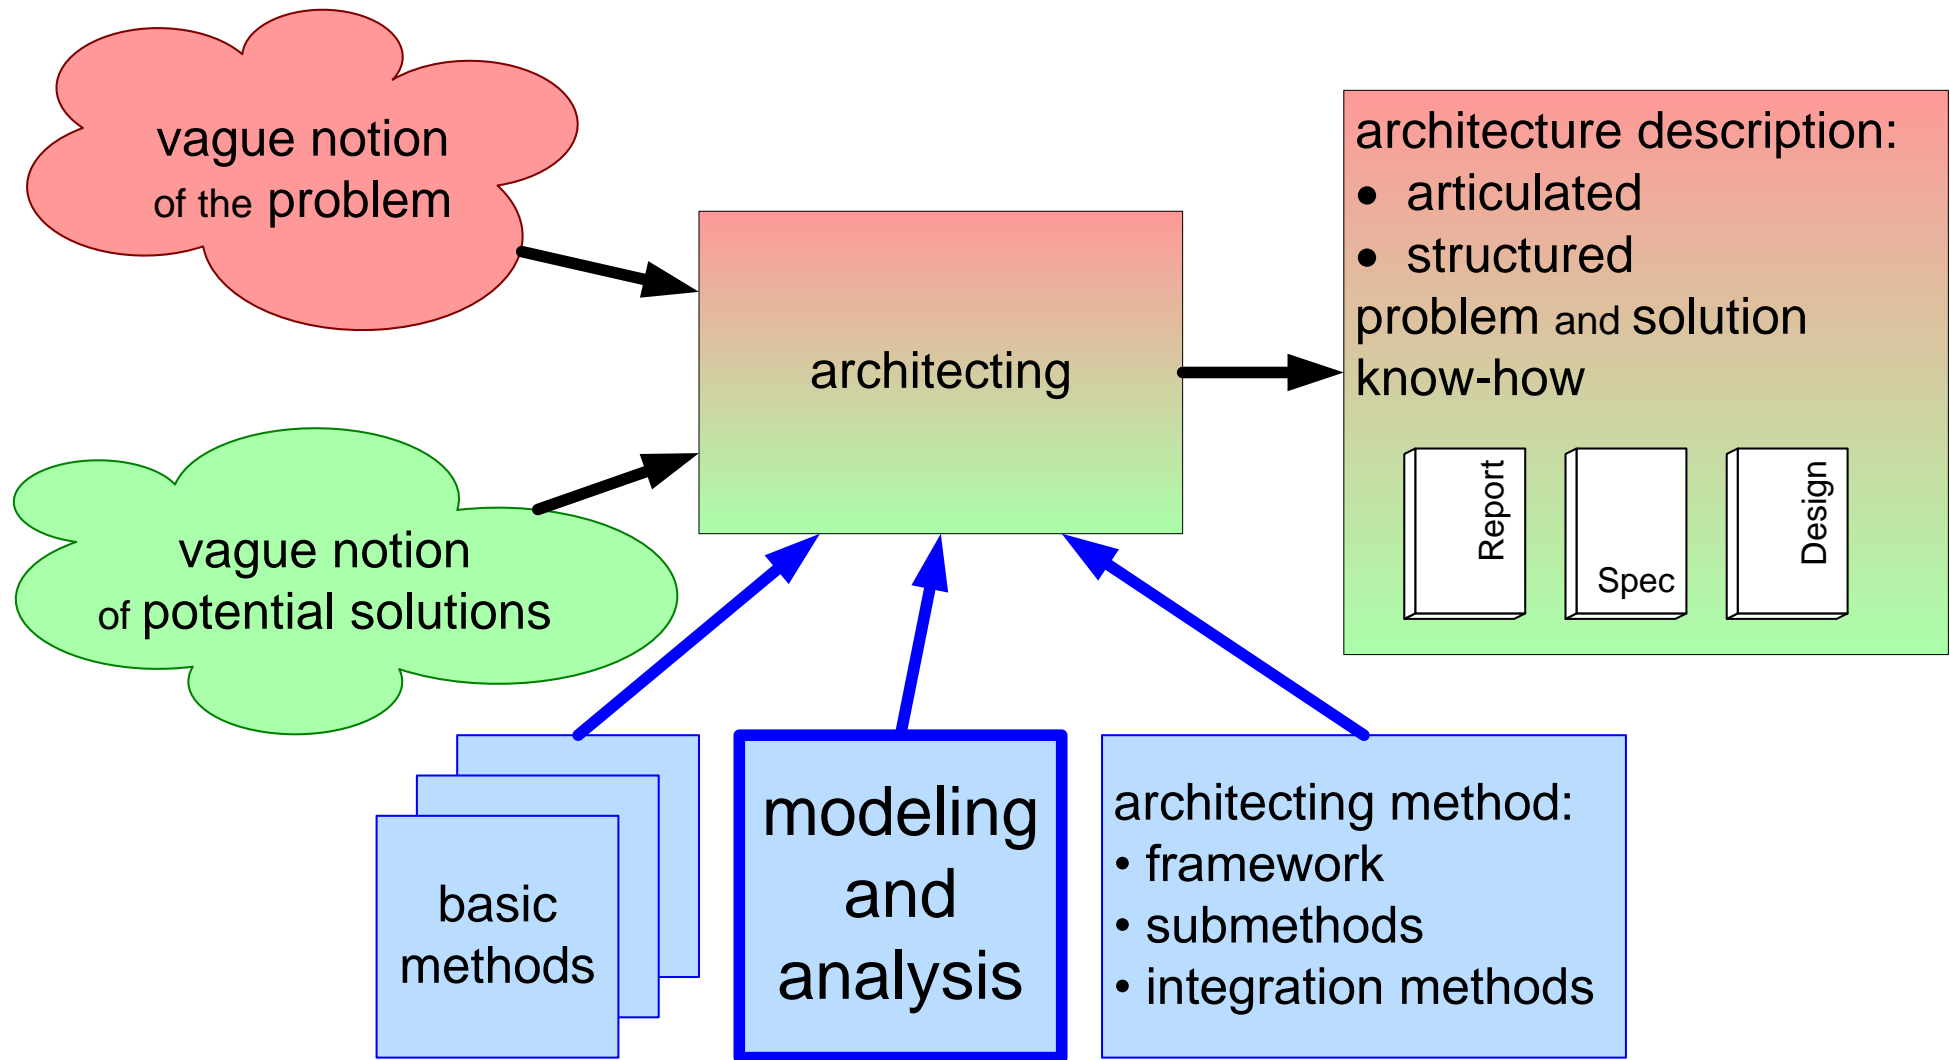 vague notion
of the problem
vague notion
of potential solutions
architecting
architecture description:
• articulated
• structured
problem and solution
know-how
Report
Spec
Design
basic
methods
modeling
and
analysis
architecting method:
• framework
• submethods
• integration methods